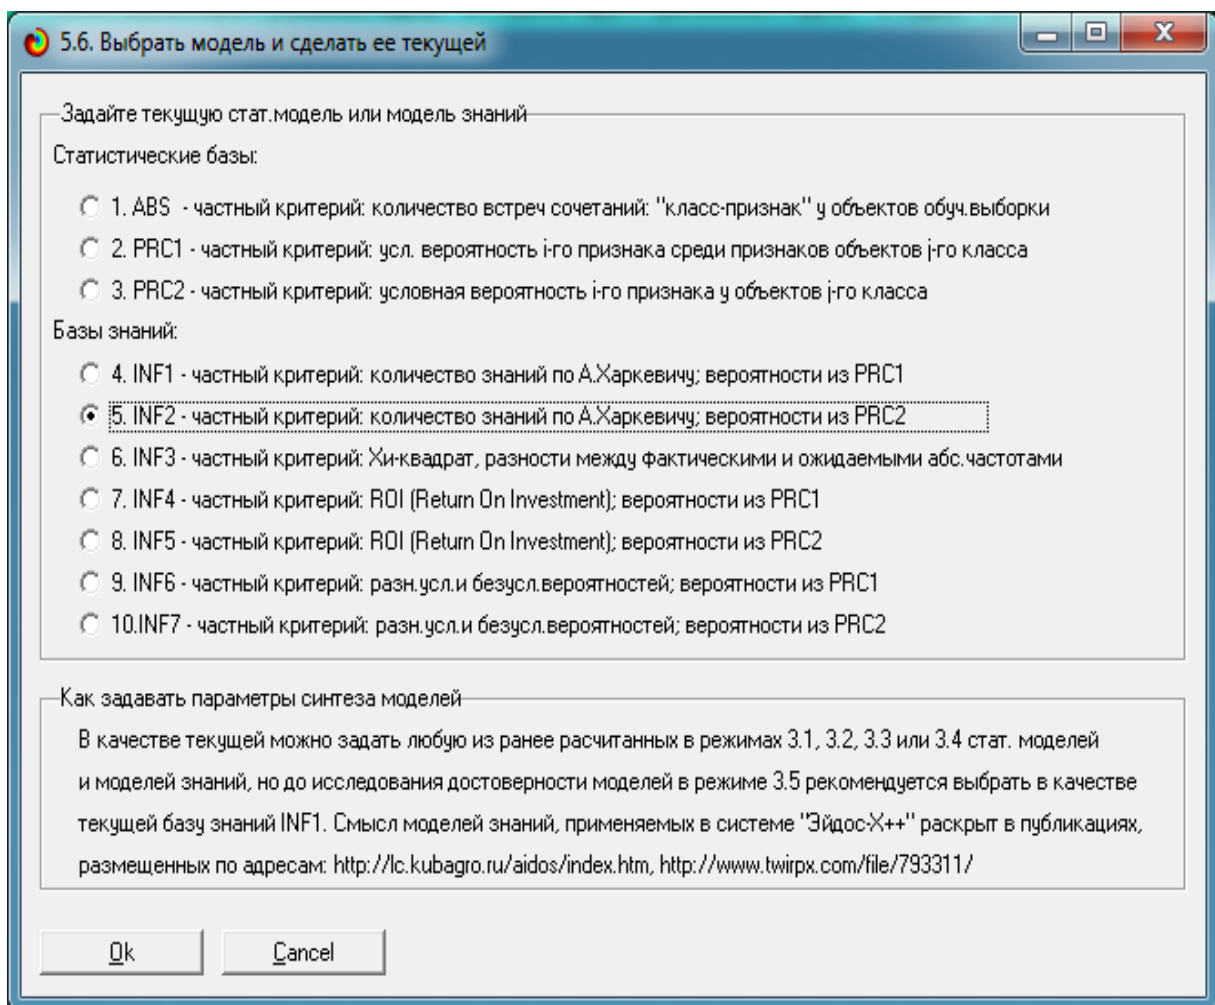 5.6. Выбрать модель и сделать ее текущей
Задайте текущую стат.модель или модель знаний
Статистические базы:
1. ABS - частный критерий: количество встреч сочетаний: "класс-признак" у объектов обуч.выборки
2. PRC1 - частный критерий: усл. вероятность i-го признака среди признаков объектов j-го класса
3. PRC2 - частный критерий: условная вероятность i-го признака у объектов j-го класса
Базы знаний:
4. INF1 - частный критерий: количество знаний по А.Харкевичу; вероятности из PRC1
5. INF2 - частный критерий: количество знаний по А.Харкевичу; вероятности из PRC2
6. INF3 - частный критерий: Хи-квадрат, разности между фактическими и ожидаемыми абс.частотами
7. INF4 - частный критерий: ROI (Return On Investment); вероятности из PRC1
8. INF5 - частный критерий: ROI (Return On Investment); вероятности из PRC2
9. INF6 - частный критерий: разн.усл.и безусл.вероятностей; вероятности из PRC1
10.INF7 - частный критерий: разн.усл.и безусл.вероятностей; вероятности из PRC2
Как задавать параметры синтеза моделей
В качестве текущей можно задать любую из ранее расчитанных в режимах 3.1, 3.2, 3.3 или 3.4 стат. моделей
и моделей знаний, но до исследования достоверности моделей в режиме 3.5 рекомендуется выбрать в качестве
текущей базу знаний INF1. Смысл моделей знаний, применяемых в системе "Эйдос-Х++" раскрыт в публикациях,
размещенных по адресам: http://lc.kubagro.ru/aidos/index.htm, http://www.twirpx.com/file/793311/
Ok
Cancel